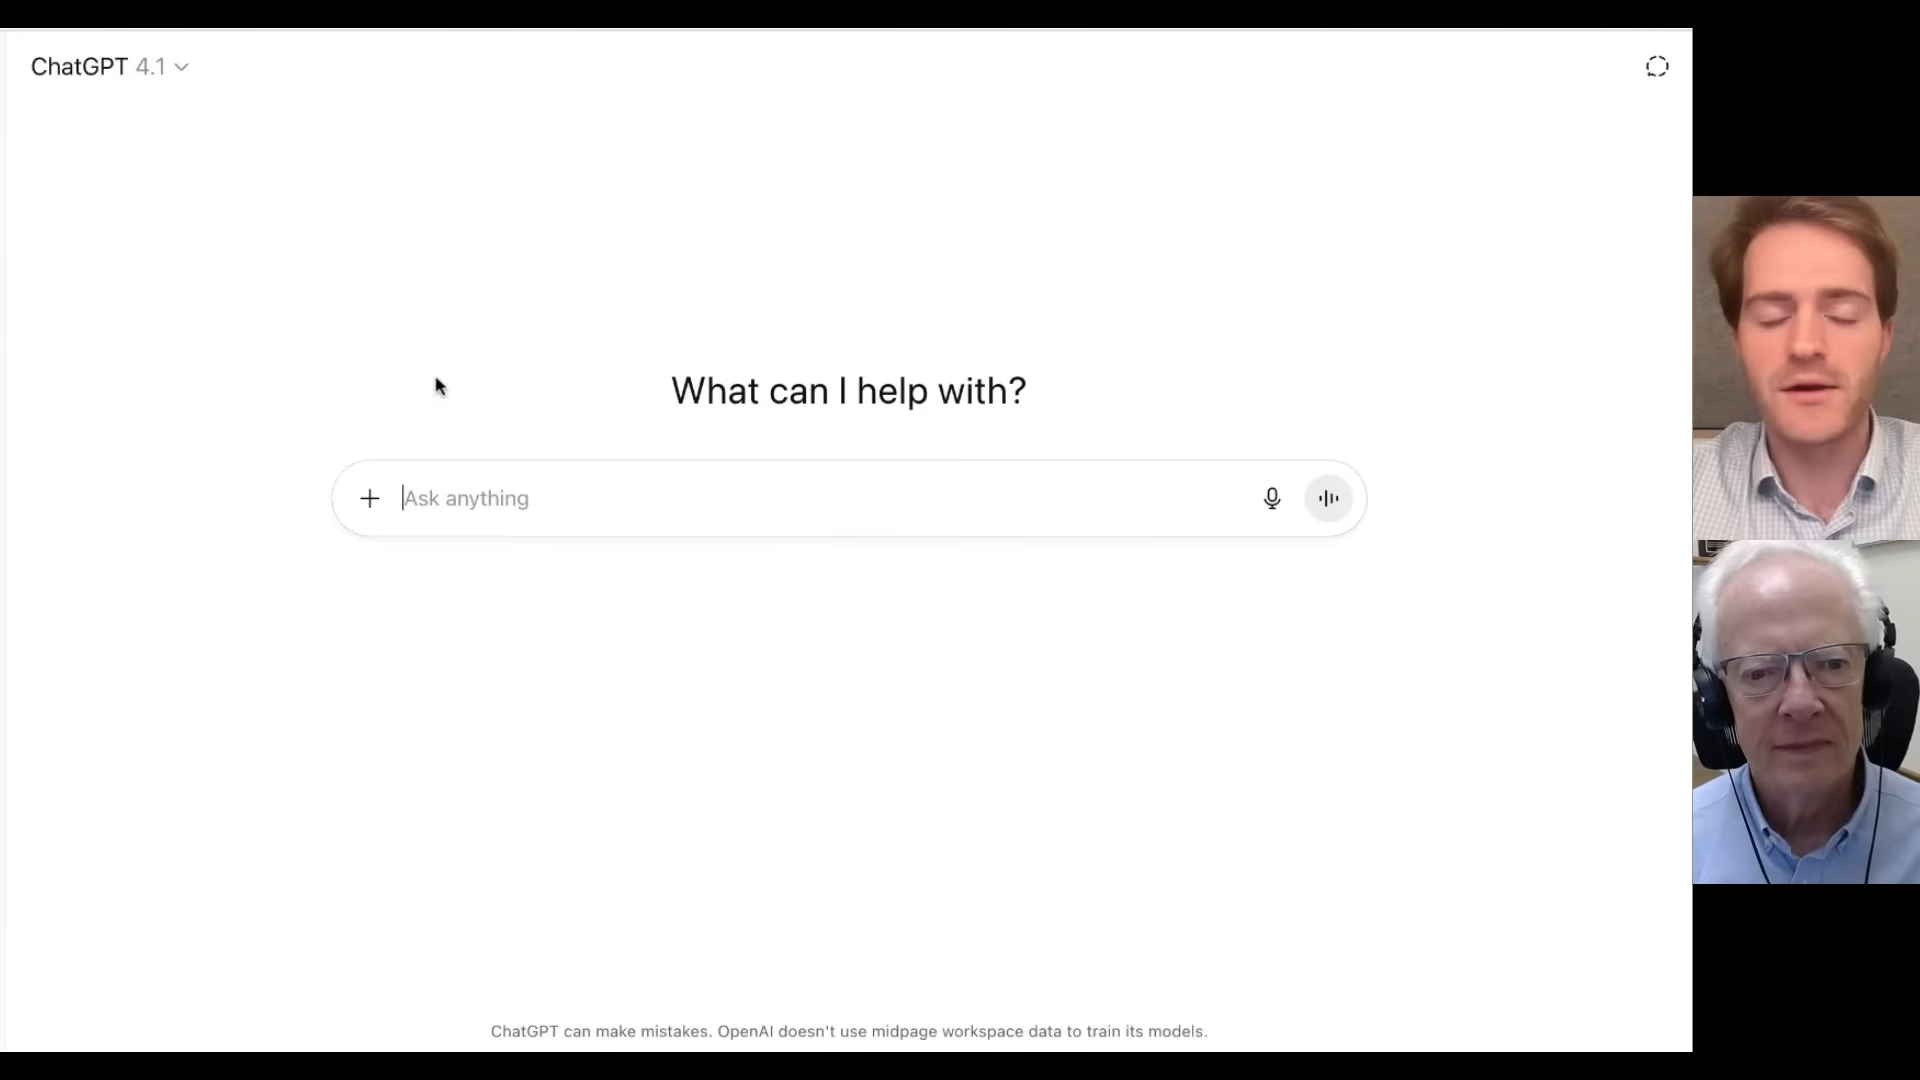 ChatGPT 4.1
What can I help with?
Ask anything
ChatGPT can make mistakes. OpenAI doesn't use midpage workspace data to train its models.